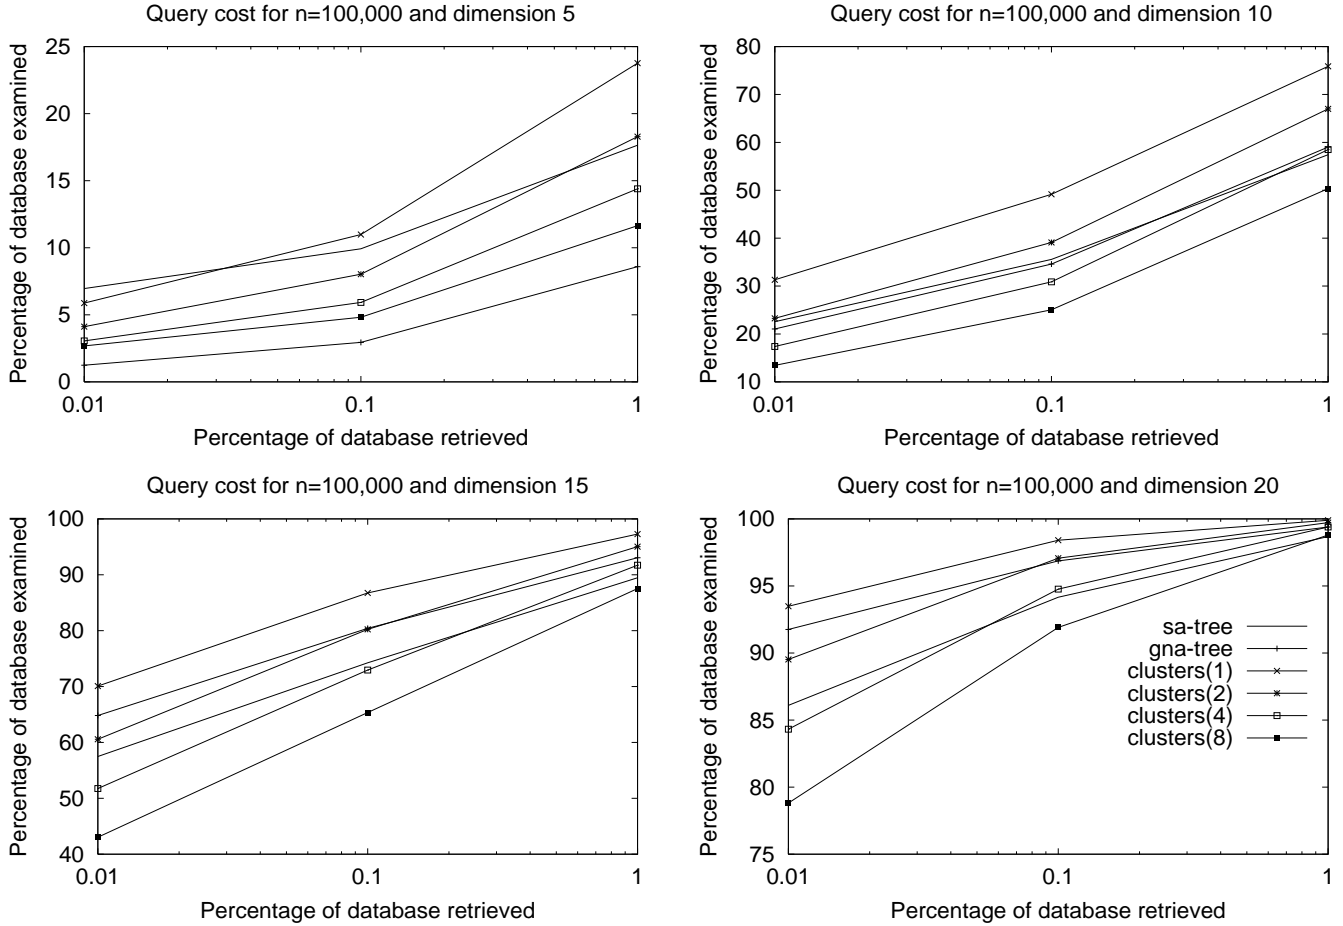 Query cost for n=100,000 and dimension 5
Percentage of database examined
25
20
15
10
5
0
0.01 0.1 1
Percentage of database retrieved
Query cost for n=100,000 and dimension 10
Percentage of database examined
80
70
60
50
40
30
20
10
0.01 0.1 1
Percentage of database retrieved
Query cost for n=100,000 and dimension 15
Percentage of database examined
100
90
80
70
60
50
40
0.01 0.1 1
Percentage of database retrieved
Query cost for n=100,000 and dimension 20
Percentage of database examined
100
95
90
85
80
75
0.01 0.1 1
Percentage of database retrieved
sa-tree
gna-tree
clusters(1)
clusters(2)
clusters(4)
clusters(8)